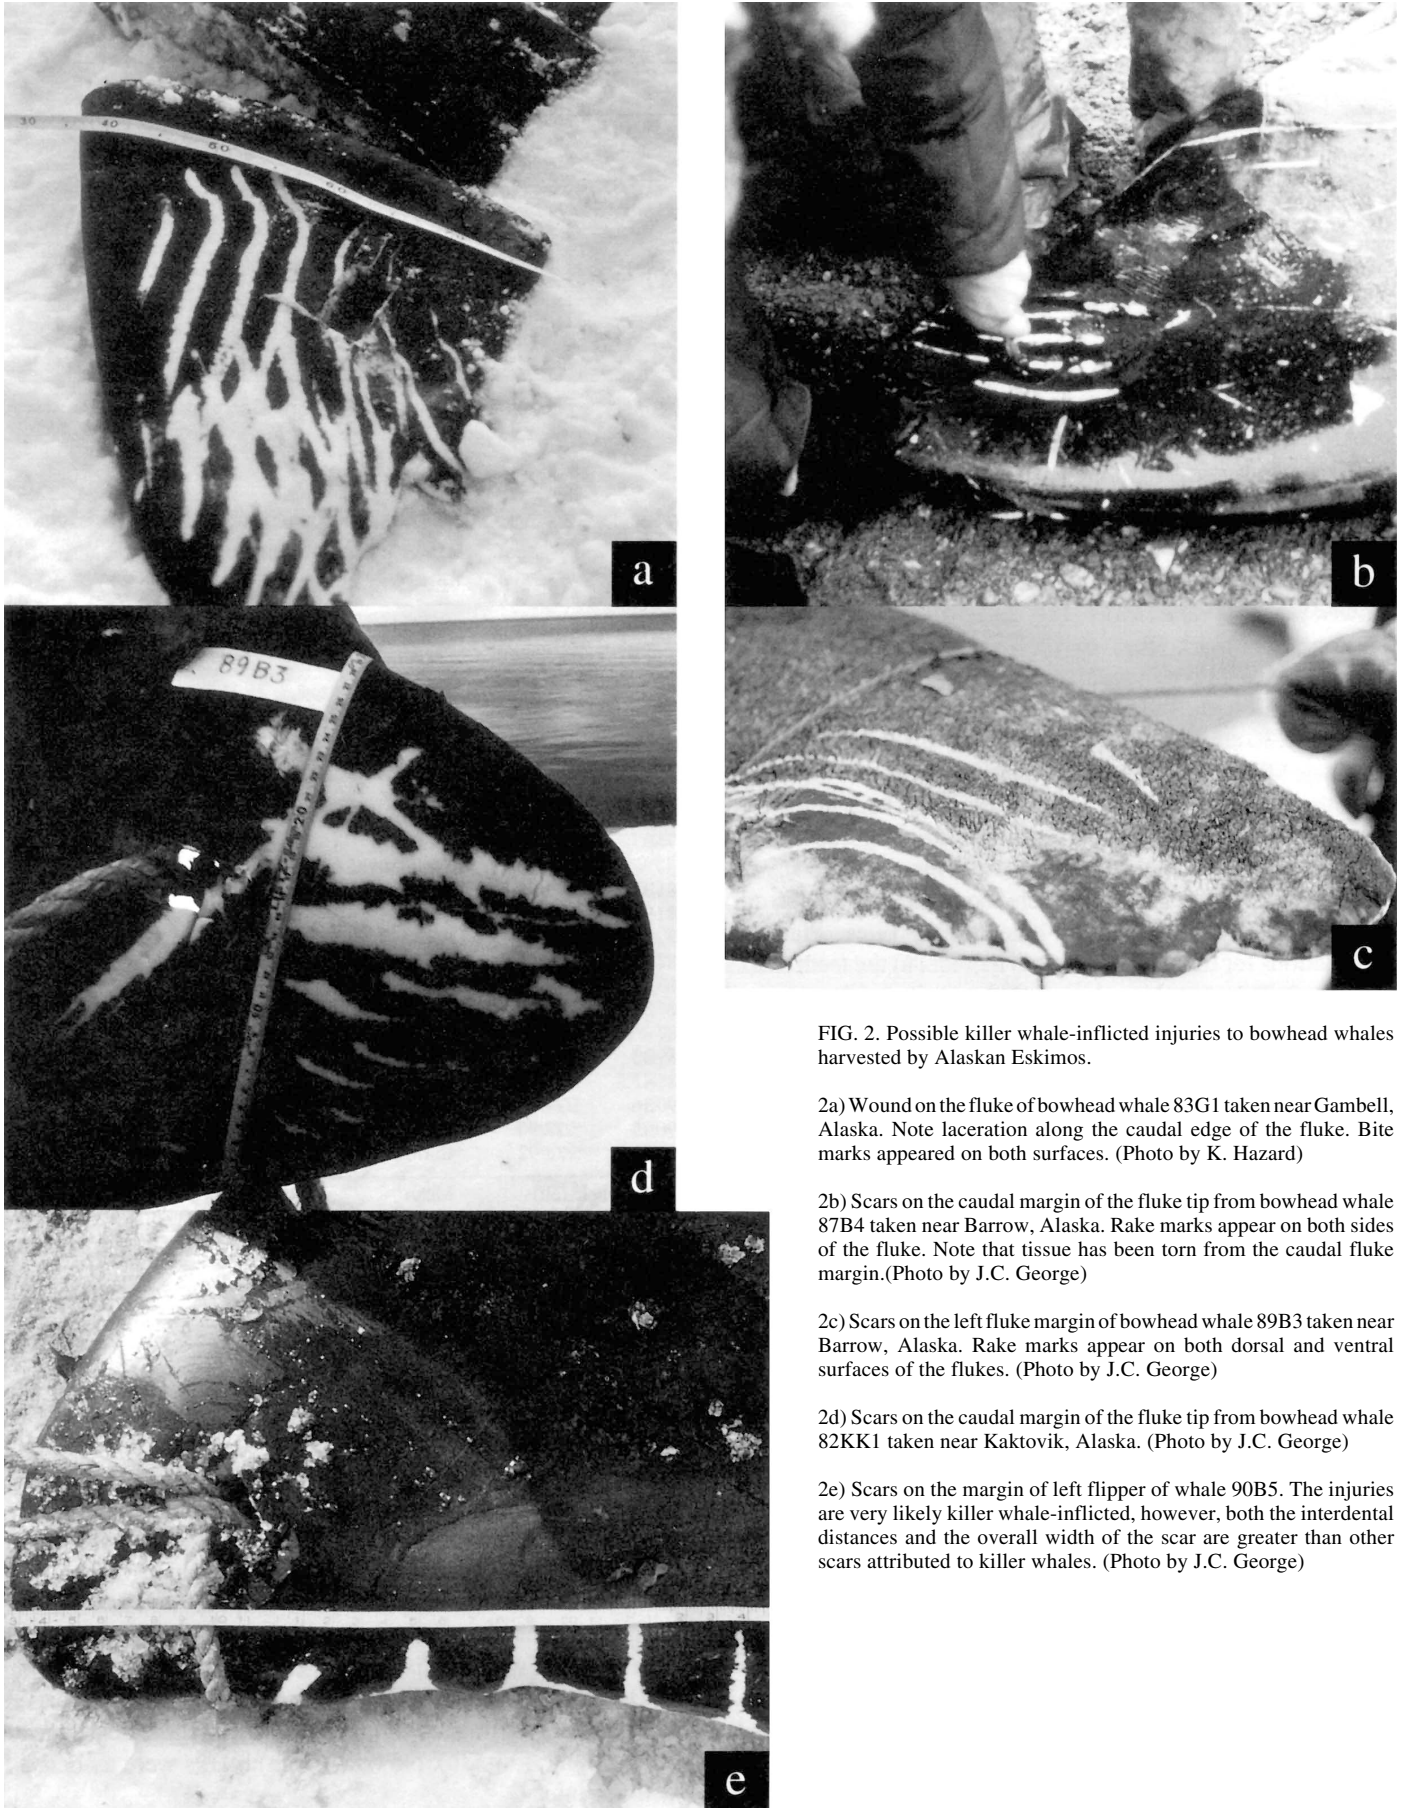 30 40 50 60
a
b
89B3
20
c
d
e
FIG. 2. Possible killer whale-inflicted injuries to bowhead whales
harvested by Alaskan Eskimos.
2a) Wound on the fluke of bowhead whale 83G1 taken near Gambell,
Alaska. Note laceration along the caudal edge of the fluke. Bite
marks appeared on both surfaces. (Photo by K. Hazard)
2b) Scars on the caudal margin of the fluke tip from bowhead whale
87B4 taken near Barrow, Alaska. Rake marks appear on both sides
of the fluke. Note that tissue has been torn from the caudal fluke
margin.(Photo by J.C. George)
2c) Scars on the left fluke margin of bowhead whale 89B3 taken near
Barrow, Alaska. Rake marks appear on both dorsal and ventral
surfaces of the flukes. (Photo by J.C. George)
2d) Scars on the caudal margin of the fluke tip from bowhead whale
82KK1 taken near Kaktovik, Alaska. (Photo by J.C. George)
2e) Scars on the margin of left flipper of whale 90B5. The injuries
are very likely killer whale-inflicted, however, both the interdental
distances and the overall width of the scar are greater than other
scars attributed to killer whales. (Photo by J.C. George)